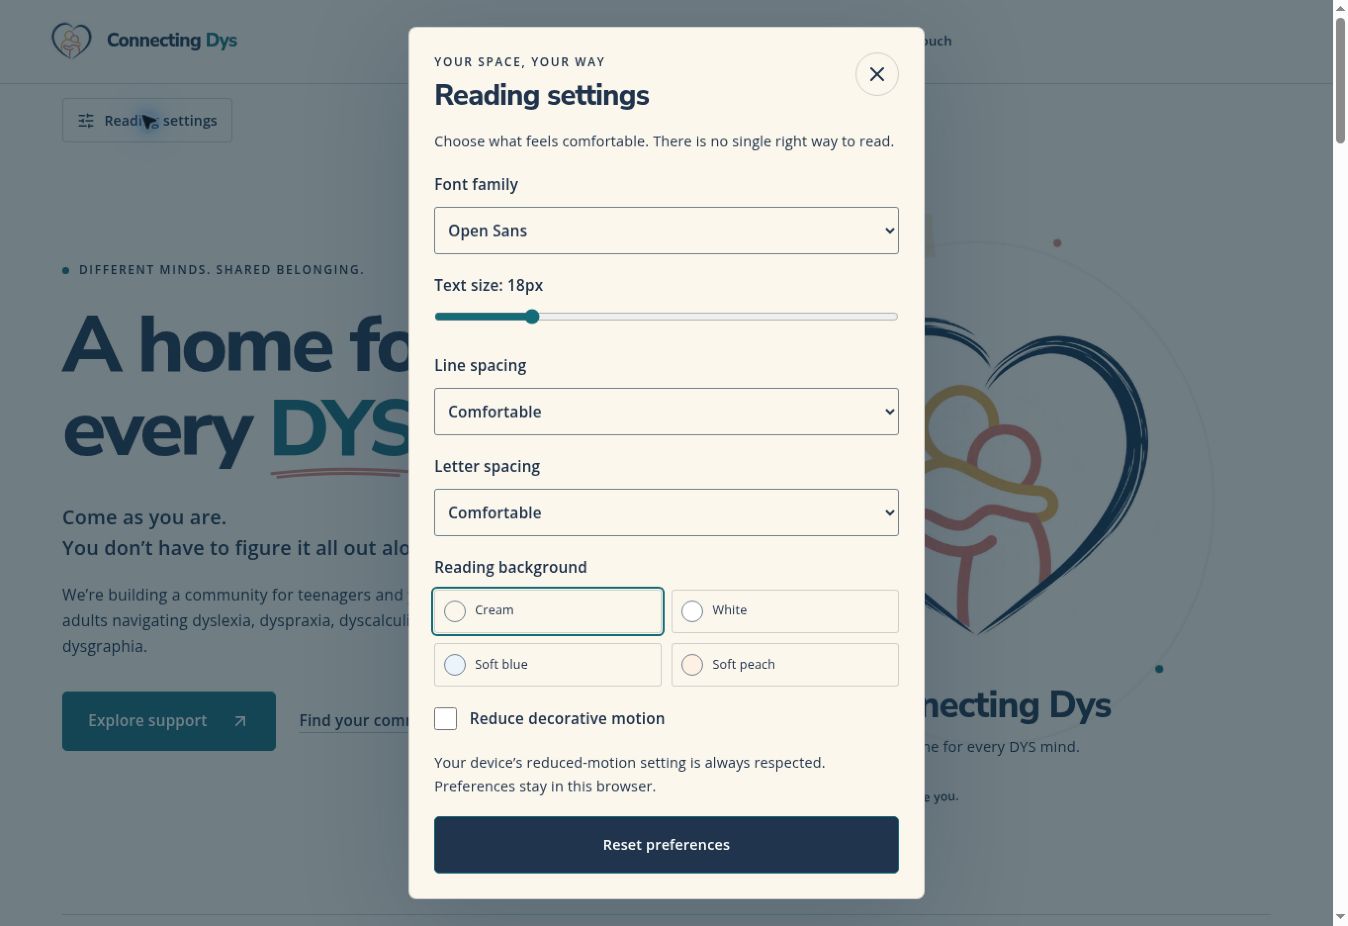 Connecting Dys
ouch
Reading settings
DIFFERENT MINDS. SHARED BELONGING.
A home fo
every DYS
Come as you are.
You don’t have to figure it all out alo
We’re building a community for teenagers and
adults navigating dyslexia, dyspraxia, dyscalculi
dysgraphia.
Explore support
Find your comm
YOUR SPACE, YOUR WAY
Reading settings
Choose what feels comfortable. There is no single right way to read.
Font family
Open Sans
Text size: 18px
Line spacing
Comfortable
Letter spacing
Comfortable
Reading background
Cream
White
Soft blue
Soft peach
Reduce decorative motion
Your device’s reduced-motion setting is always respected.
Preferences stay in this browser.
Reset preferences
necting Dys
ne for every DYS mind.
e you.